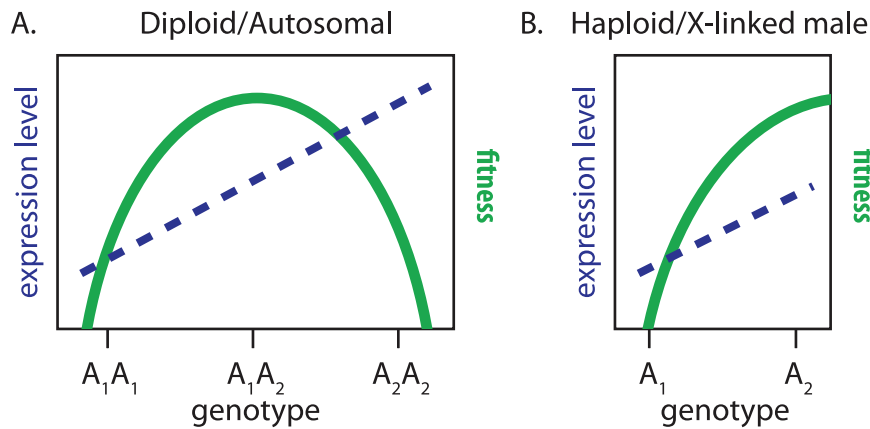 A. Diploid/Autosomal
expression level
fitness
A₁A₁ A₁A₂ A₂A₂
genotype
B. Haploid/X-linked male
expression level
fitness
A₁ A₂
genotype